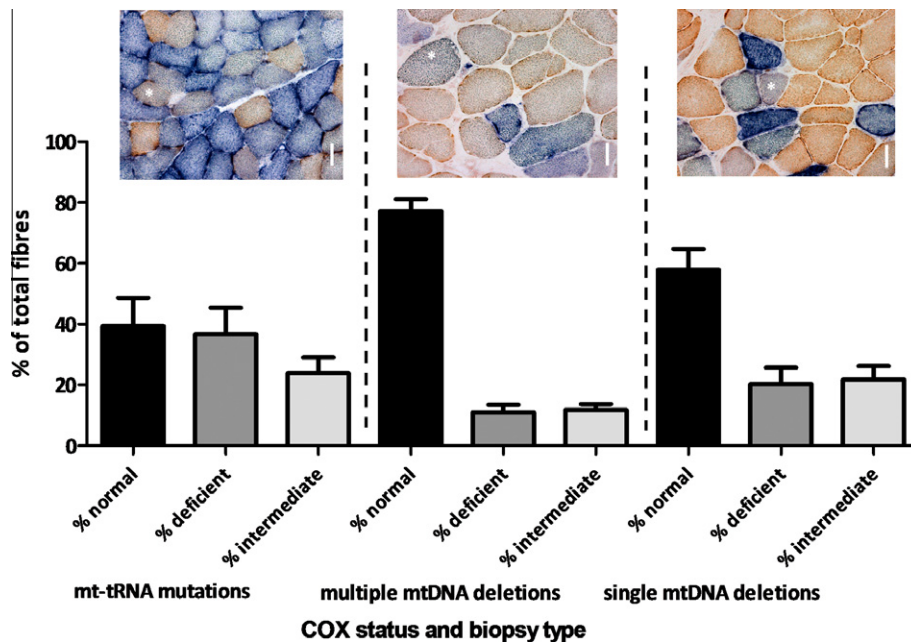 100
80
60
40
20
0
% of total fibres
% normal
% deficient
% intermediate
% normal
% deficient
% intermediate
% normal
% deficient
% intermediate
mt-tRNA mutations
multiple mtDNA deletions
single mtDNA deletions
COX status and biopsy type
*
*
*